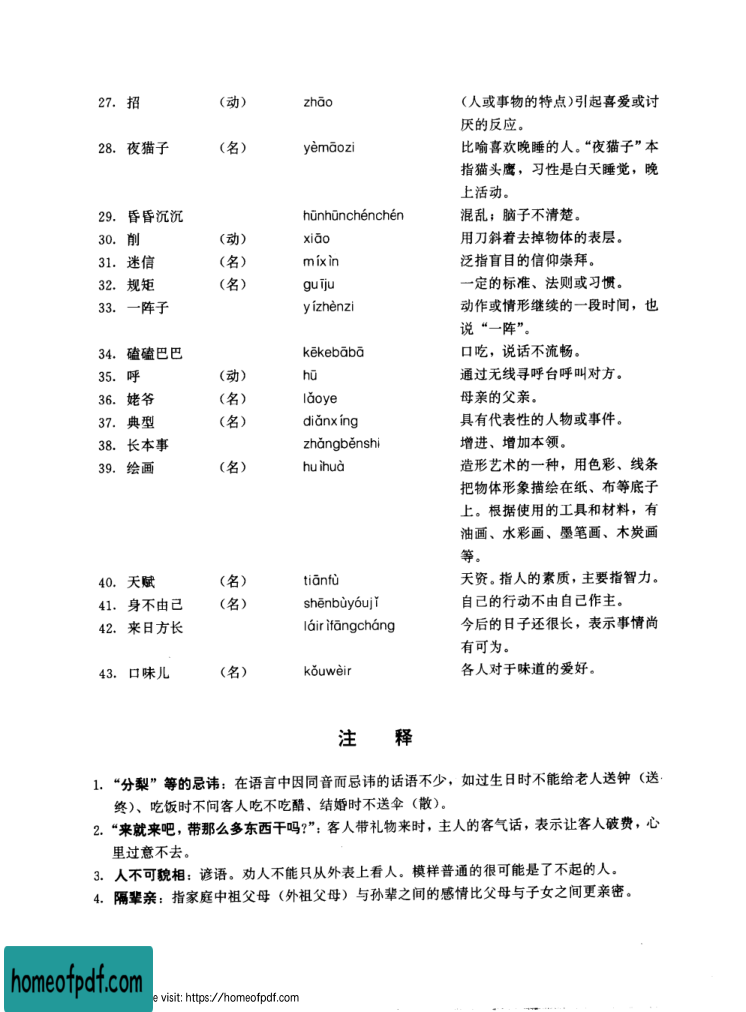 27. 招 （动） zhāo （人或事物的特点)引起喜爱或讨
厌的反应。
28. 夜猫子 （名） yèmāozi 比喻喜欢晚睡的人。“夜猫子”本
指猫头鹰，习性是白天睡觉，晚
上活动。
29. 昏昏沉沉 hūnhūnchénchén 混乱；脑子不清楚。
30. 削 （动） xiāo 用刀斜着去掉物体的表层。
31. 迷信 （名） míxìn 泛指盲目的信仰崇拜。
32. 规矩 （名） guīju 一定的标准、法则或习惯。
33. 一阵子 yízhènzi 动作或情形继续的一段时间，也
说“一阵”。
34. 磕磕巴巴 kēkebābā 口吃，说话不流畅。
35. 呼 （动） hū 通过无线寻呼台呼叫对方。
36. 姥爷 （名） lǎoye 母亲的父亲。
37. 典型 （名） diǎnxíng 具有代表性的人物或事件。
38. 长本事 zhǎngběnshi 增进、增加本领。
39. 绘画 （名） huìhuà 造形艺术的一种，用色彩、线条
把物体形象描绘在纸、布等底子
上。根据使用的工具和材料，有
油画、水彩画、墨笔画、木炭画
等。
40. 天赋 （名） tiānfù 天资。指人的素质，主要指智力。
41. 身不由己 （名） shēnbùyóujǐ 自己的行动不由自己作主。
42. 来日方长 láirìfāngcháng 今后的日子还很长，表示事情尚
有可为。
43. 口味儿 （名） kǒuwèir 各人对于味道的爱好。
注 释
1. “分梨”等的忌讳：在语言中因同音而忌讳的话语不少，如过生日时不能给老人送钟（送
终）、吃饭时不问客人吃不吃醋、结婚时不送伞（散）。
2. “来就来吧，带那么多东西干吗？”：客人带礼物来时，主人的客气话，表示让客人破费，心
里过意不去。
3. 人不可貌相：谚语。劝人不能只从外表上看人。模样普通的很可能是了不起的人。
4. 隔辈亲：指家庭中祖父母（外祖父母）与孙辈之间的感情比父母与子女之间更亲密。
homeofpdf.com
e visit: https://homeofpdf.com